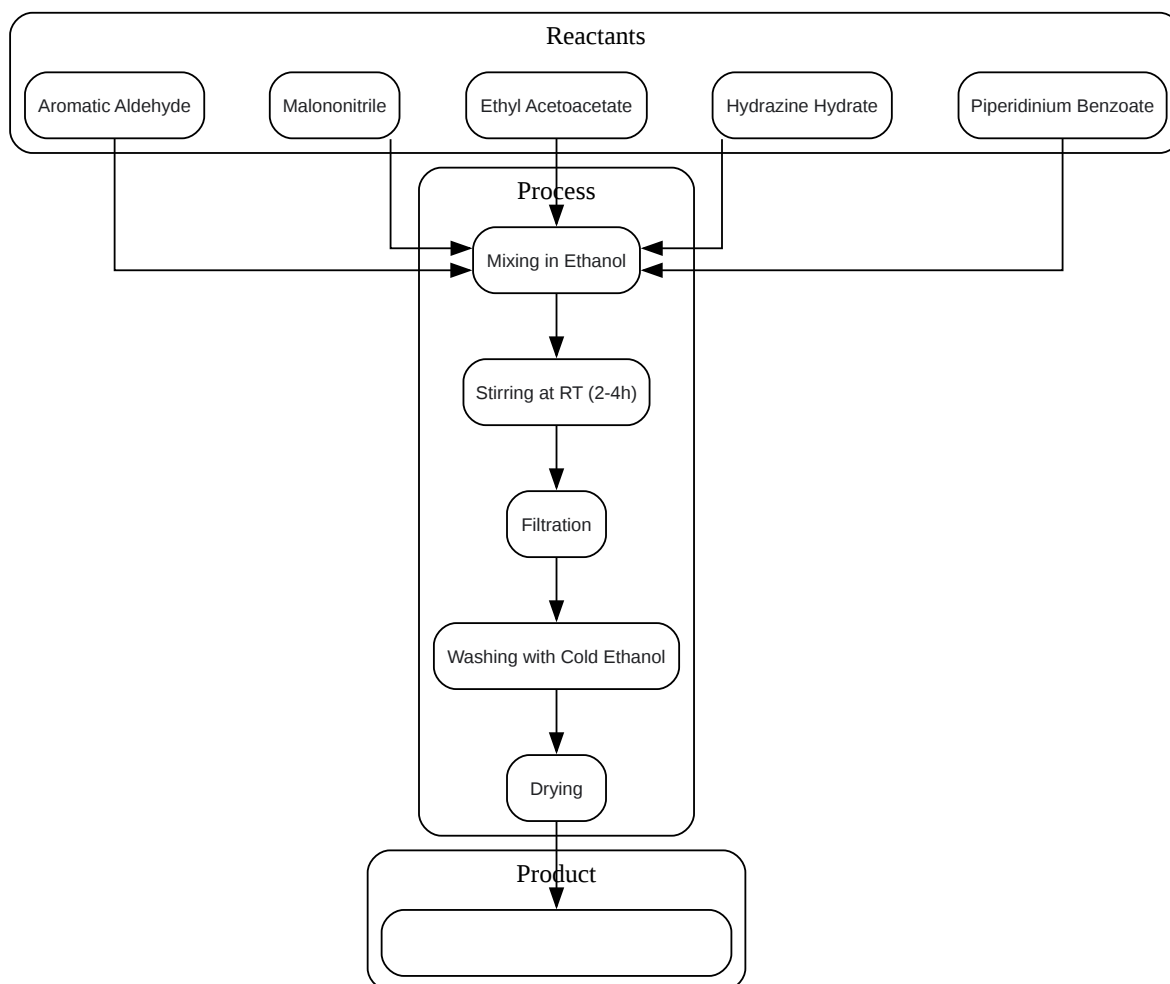 Reactants
Aromatic Aldehyde
Malononitrile
Ethyl Acetoacetate
Hydrazine Hydrate
Piperidinium Benzoate
Process
Mixing in Ethanol
Stirring at RT (2-4h)
Filtration
Washing with Cold Ethanol
Drying
Product